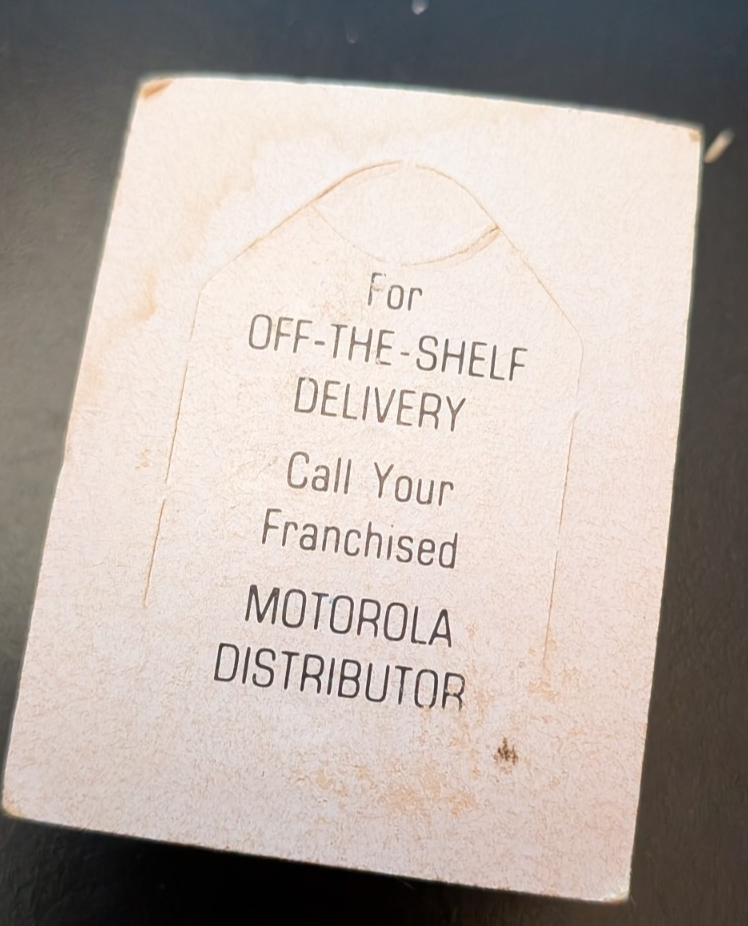 For
OFF-THE-SHELF
DELIVERY
Call Your
Franchised
MOTOROLA
DISTRIBUTOR